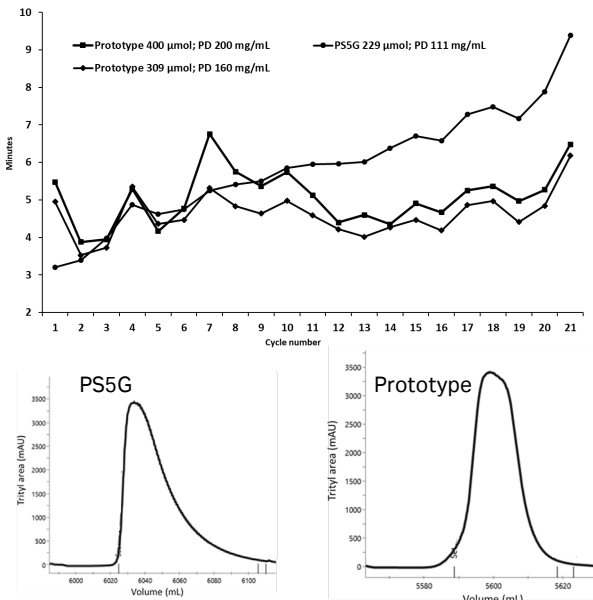 10
9
8
7
6
5
4
3
2
Minutes
Prototype 400 µmol; PD 200 mg/mL
PS5G 229 µmol; PD 111 mg/mL
Prototype 309 µmol; PD 160 mg/mL
1 2 3 4 5 6 7 8 9 10 11 12 13 14 15 16 17 18 19 20 21
Cycle number
PS5G
3500
3000
2500
2000
1500
1000
500
0
Trityl area (mAU)
6000 6020 6040 6060 6080 6100
Volume (mL)
Prototype
3500
3000
2500
2000
1500
1000
500
0
Trityl area (mAU)
5580 5600 5620
Volume (mL)